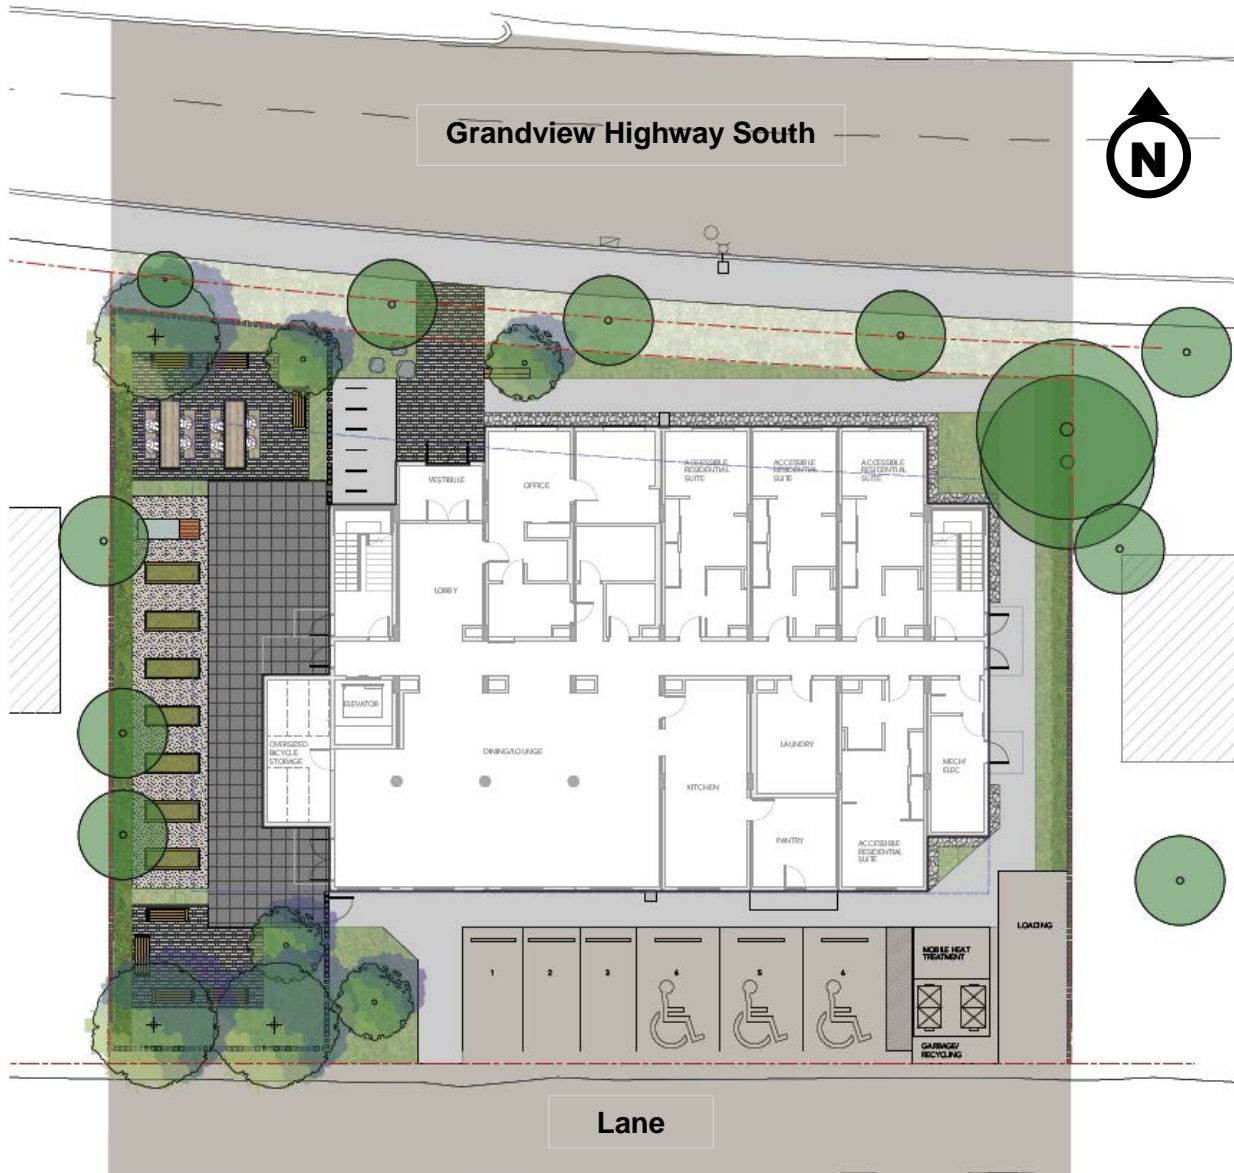 Grandview Highway South
N
VESTIBULE
OFFICE
ACCESSIBLE
RESIDENTIAL
SUITE
ACCESSIBLE
RESIDENTIAL
SUITE
ACCESSIBLE
RESIDENTIAL
SUITE
LOBBY
ELEVATOR
OVERSIZED
BICYCLE
STORAGE
DINING/LOUNGE
LAUNDRY
KITCHEN
MECH/
ELEC
PANTRY
ACCESSIBLE
RESIDENTIAL
SUITE
LOADING
MOBILE HEAT
TREATMENT
1
2
3
4
5
6
GARBAGE/
RECYCLING
Lane